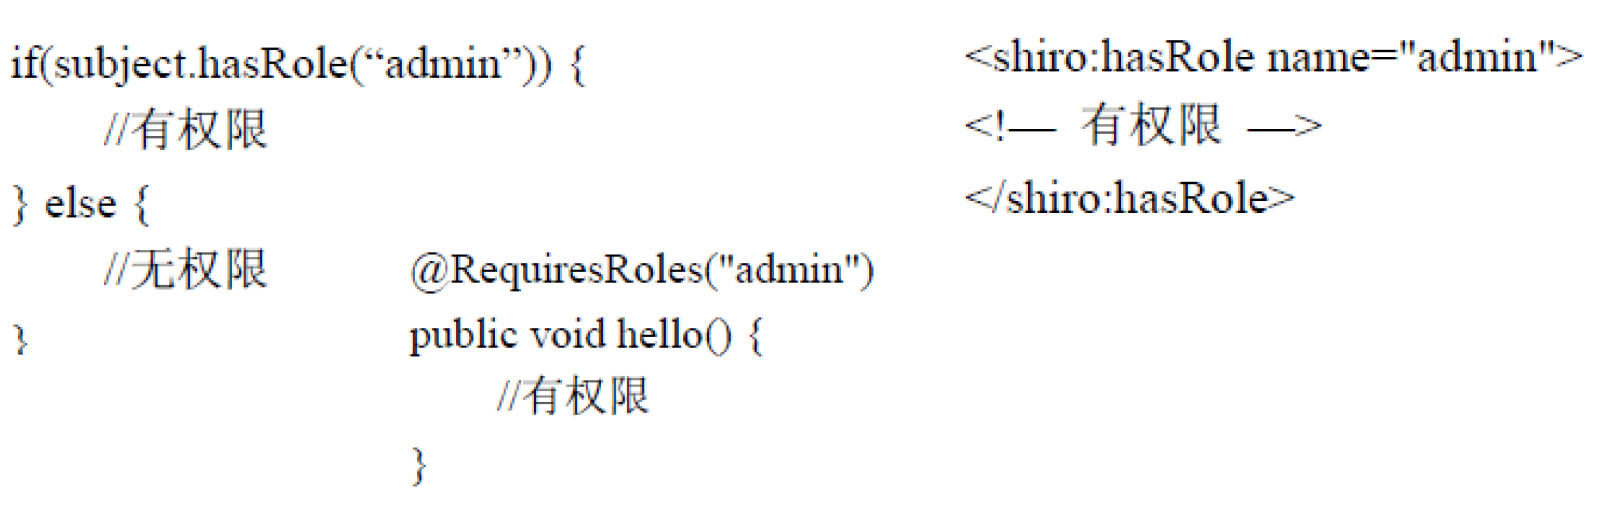 if(subject.hasRole(“admin”)) {
//有权限
} else {
//无权限
}
@RequiresRoles("admin")
public void hello() {
//有权限
}
<shiro:hasRole name="admin">
<!— 有权限 —>
</shiro:hasRole>